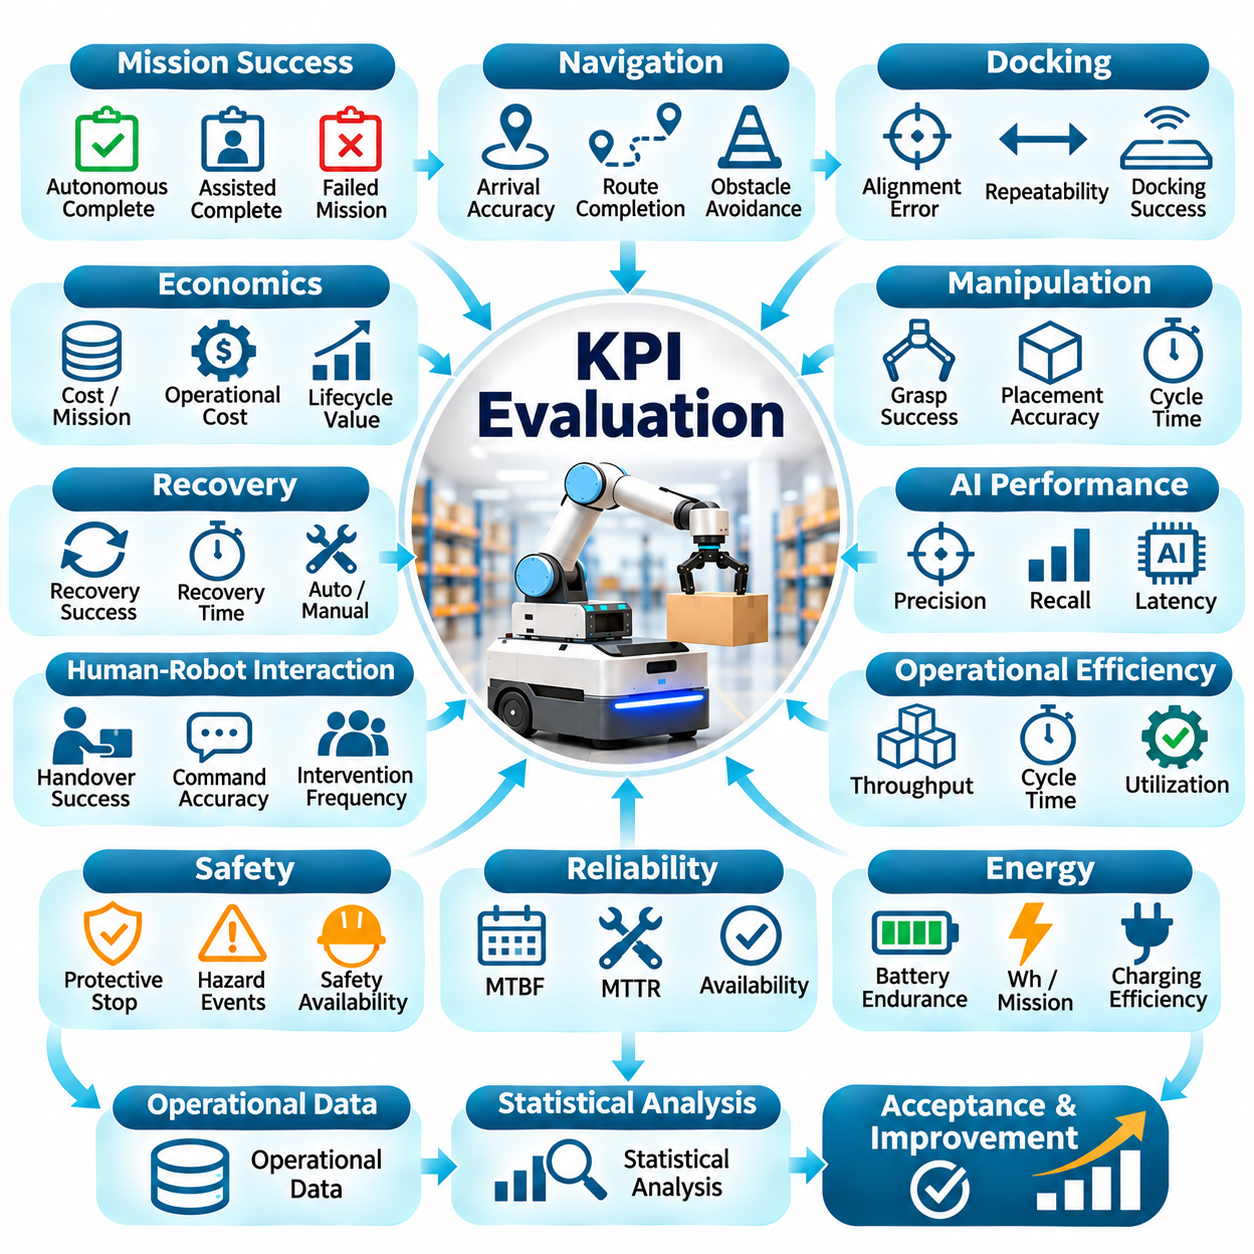 Mission Success
Autonomous
Complete
Assisted
Complete
Failed
Mission
Navigation
Arrival
Accuracy
Route
Completion
Obstacle
Avoidance
Docking
Alignment
Error
Repeatability
Docking
Success
Economics
Cost /
Mission
Operational
Cost
$
Lifecycle
Value
KPI
Evaluation
Manipulation
Grasp
Success
Placement
Accuracy
Cycle
Time
Recovery
Recovery
Success
Recovery
Time
Auto /
Manual
AI Performance
Precision
Recall
AI
Latency
Human-Robot Interaction
Handover
Success
Command
Accuracy
Intervention
Frequency
Operational Efficiency
Throughput
Cycle
Time
Utilization
Safety
Protective
Stop
Hazard
Events
Safety
Availability
Reliability
MTBF
MTTR
Availability
Energy
Battery
Endurance
Wh /
Mission
Charging
Efficiency
Operational Data
Operational
Data
Statistical Analysis
Statistical
Analysis
Acceptance &
Improvement